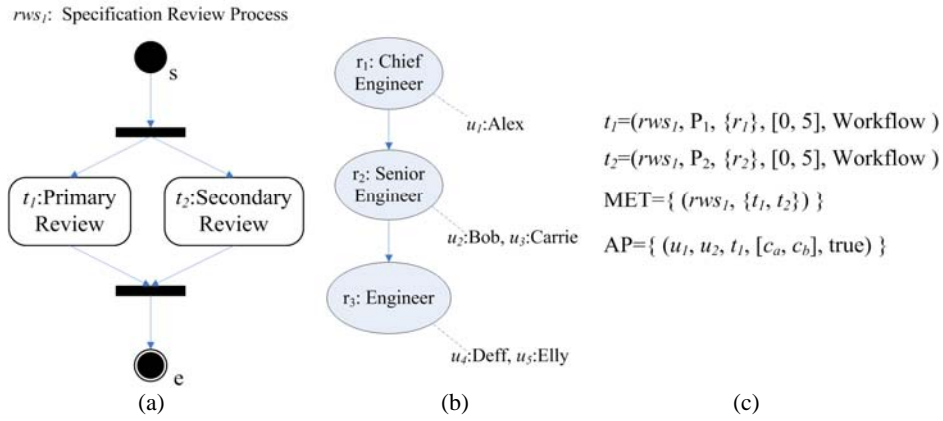 rws₁: Specification Review Process
s
t₁:Primary
Review
t₂:Secondary
Review
e
(a)
r₁: Chief
Engineer
u₁:Alex
r₂: Senior
Engineer
u₂:Bob, u₃:Carrie
r₃: Engineer
u₄:Deff, u₅:Elly
(b)
t₁=(rws₁, P₁, {r₁}, [0, 5], Workflow )
t₂=(rws₁, P₂, {r₂}, [0, 5], Workflow )
MET={ (rws₁, {t₁, t₂}) }
AP={ (u₁, u₂, t₁, [cₐ, c_b], true) }
(c)